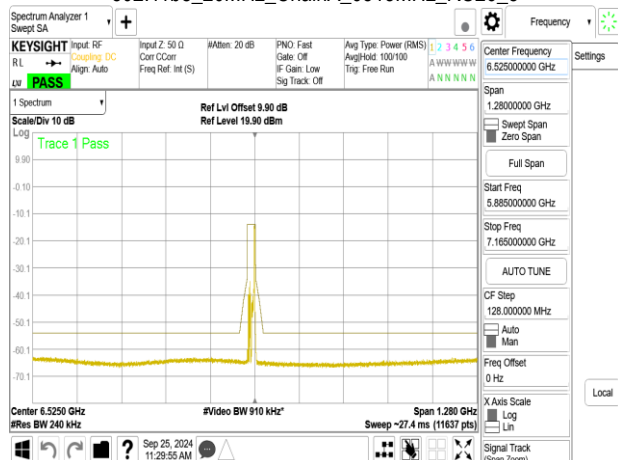 Spectrum Analyzer 1
Swept SA
+
Frequency
KEYSIGHT
RL
LXI
PASS
Input: RF
Coupling: DC
Align: Auto
Input Z: 50 Ω
Corr CCorr
Freq Ref: Int (S)
#Atten: 20 dB
PNO: Fast
Gate: Off
IF Gain: Low
Sig Track: Off
Avg Type: Power (RMS)
Avg|Hold: 100/100
Trig: Free Run
1 2 3 4 5 6
A W W W W W
A N N N N N
Center Frequency
6.525000000 GHz
Settings
Span
1.28000000 GHz
Swept Span
Zero Span
Full Span
Start Freq
5.885000000 GHz
Stop Freq
7.165000000 GHz
AUTO TUNE
CF Step
128.000000 MHz
Auto
Man
Freq Offset
0 Hz
X Axis Scale
Log
Lin
Signal Track
(Span Zoom)
Local
1 Spectrum
Scale/Div 10 dB
Ref Lvl Offset 9.90 dB
Ref Level 19.90 dBm
Log
Trace 1 Pass
9.90
-0.10
-10.1
-20.1
-30.1
-40.1
-50.1
-60.1
-70.1
Center 6.5250 GHz
#Video BW 910 kHz*
Span 1.280 GHz
#Res BW 240 kHz
Sweep ~27.4 ms (11637 pts)
?
Sep 25, 2024
11:29:55 AM